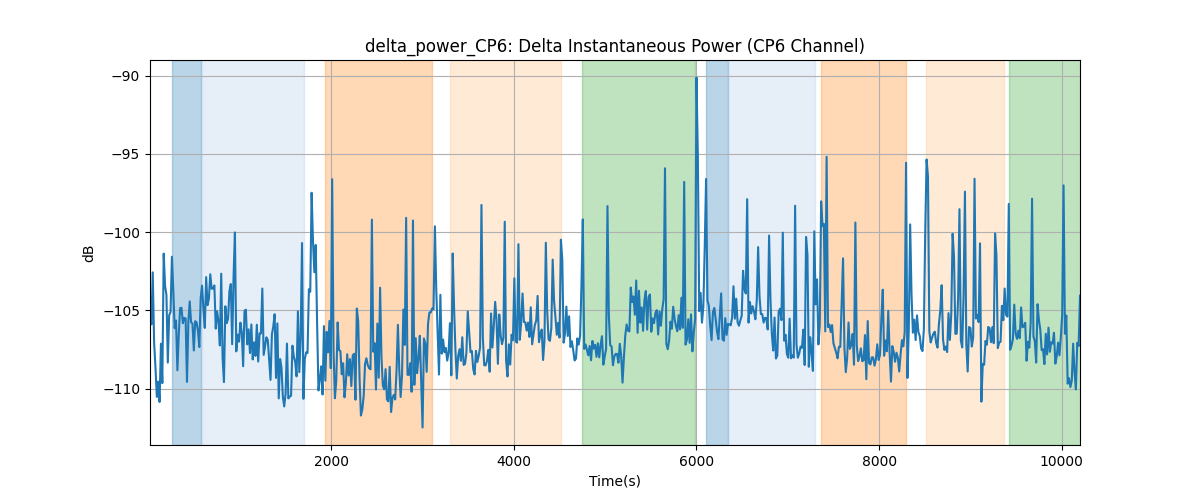 delta_power_CP6: Delta Instantaneous Power (CP6 Channel)
−90
−95
−100
−105
−110
dB
2000 4000 6000 8000 10000
Time(s)